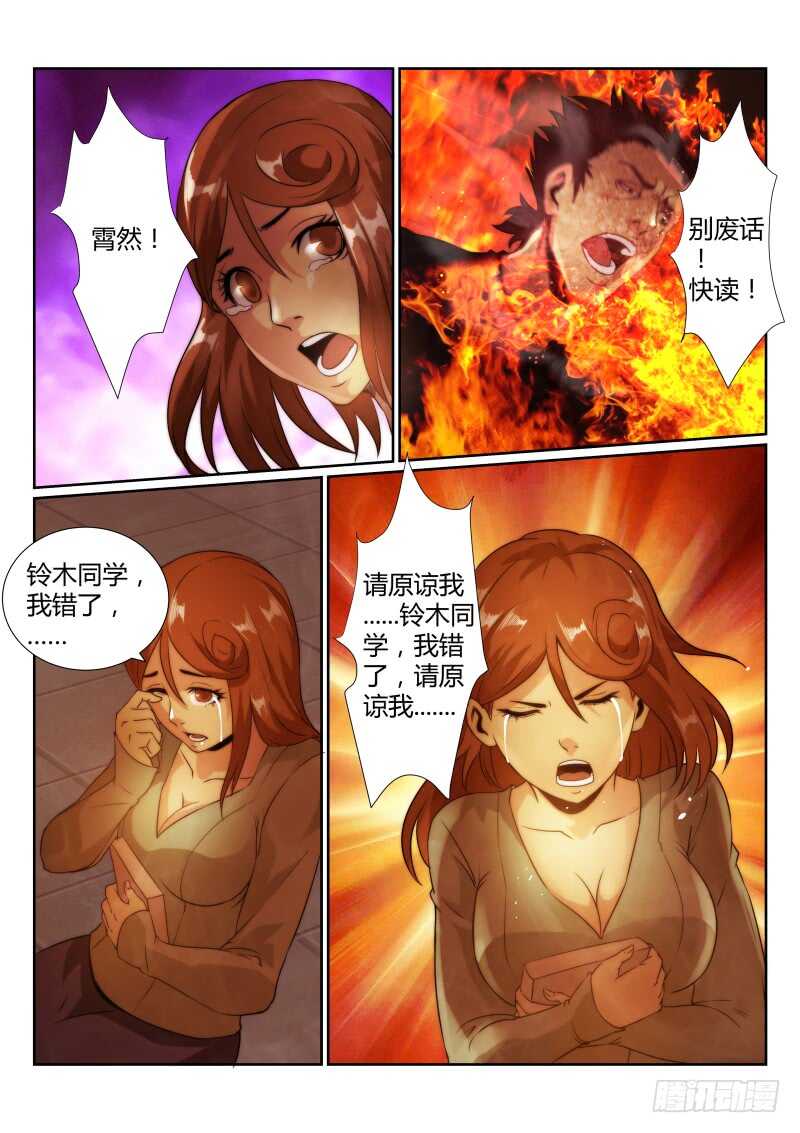 霄然！
别废话
！
快读！
铃木同学，
我错了，
……
请原谅我
……铃木同
学，我错
了，请原
谅我…….
腾讯动漫